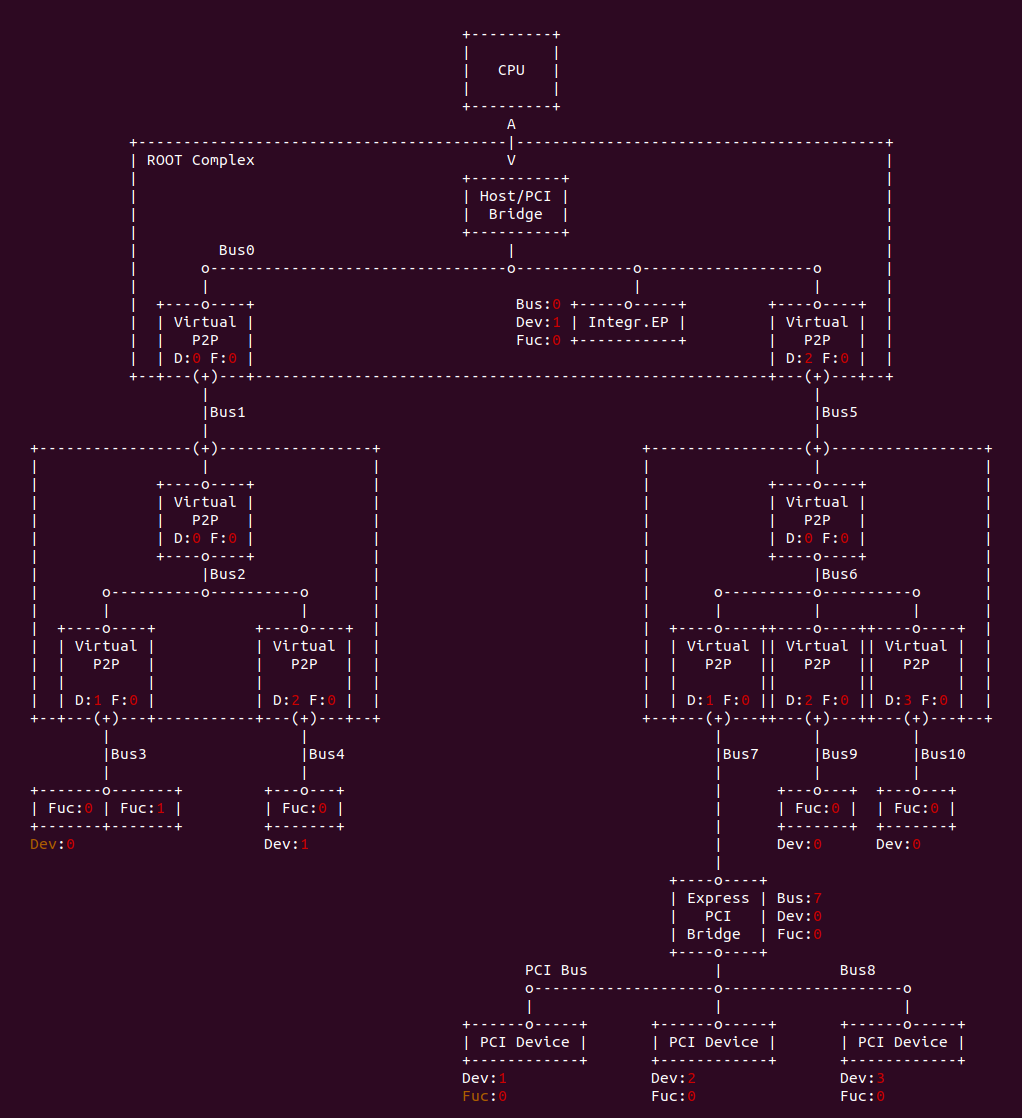 CPU
A
ROOT Complex V
Host/PCI
Bridge
Bus0
Bus:0
Virtual Dev:1 Integr.EP Virtual
P2P Fuc:0 P2P
D:0 F:0 D:2 F:0
Bus1 Bus5
Virtual Virtual
P2P P2P
D:0 F:0 D:0 F:0
Bus2 Bus6
Virtual Virtual Virtual Virtual Virtual
P2P P2P P2P P2P P2P
D:1 F:0 D:2 F:0 D:1 F:0 D:2 F:0 D:3 F:0
Bus3 Bus4 Bus7 Bus9 Bus10
Fuc:0 Fuc:1 Fuc:0 Fuc:0 Fuc:0
Dev:0 Dev:1 Dev:0 Dev:0
Express Bus:7
PCI Dev:0
Bridge Fuc:0
PCI Bus Bus8
PCI Device PCI Device PCI Device
Dev:1 Dev:2 Dev:3
Fuc:0 Fuc:0 Fuc:0